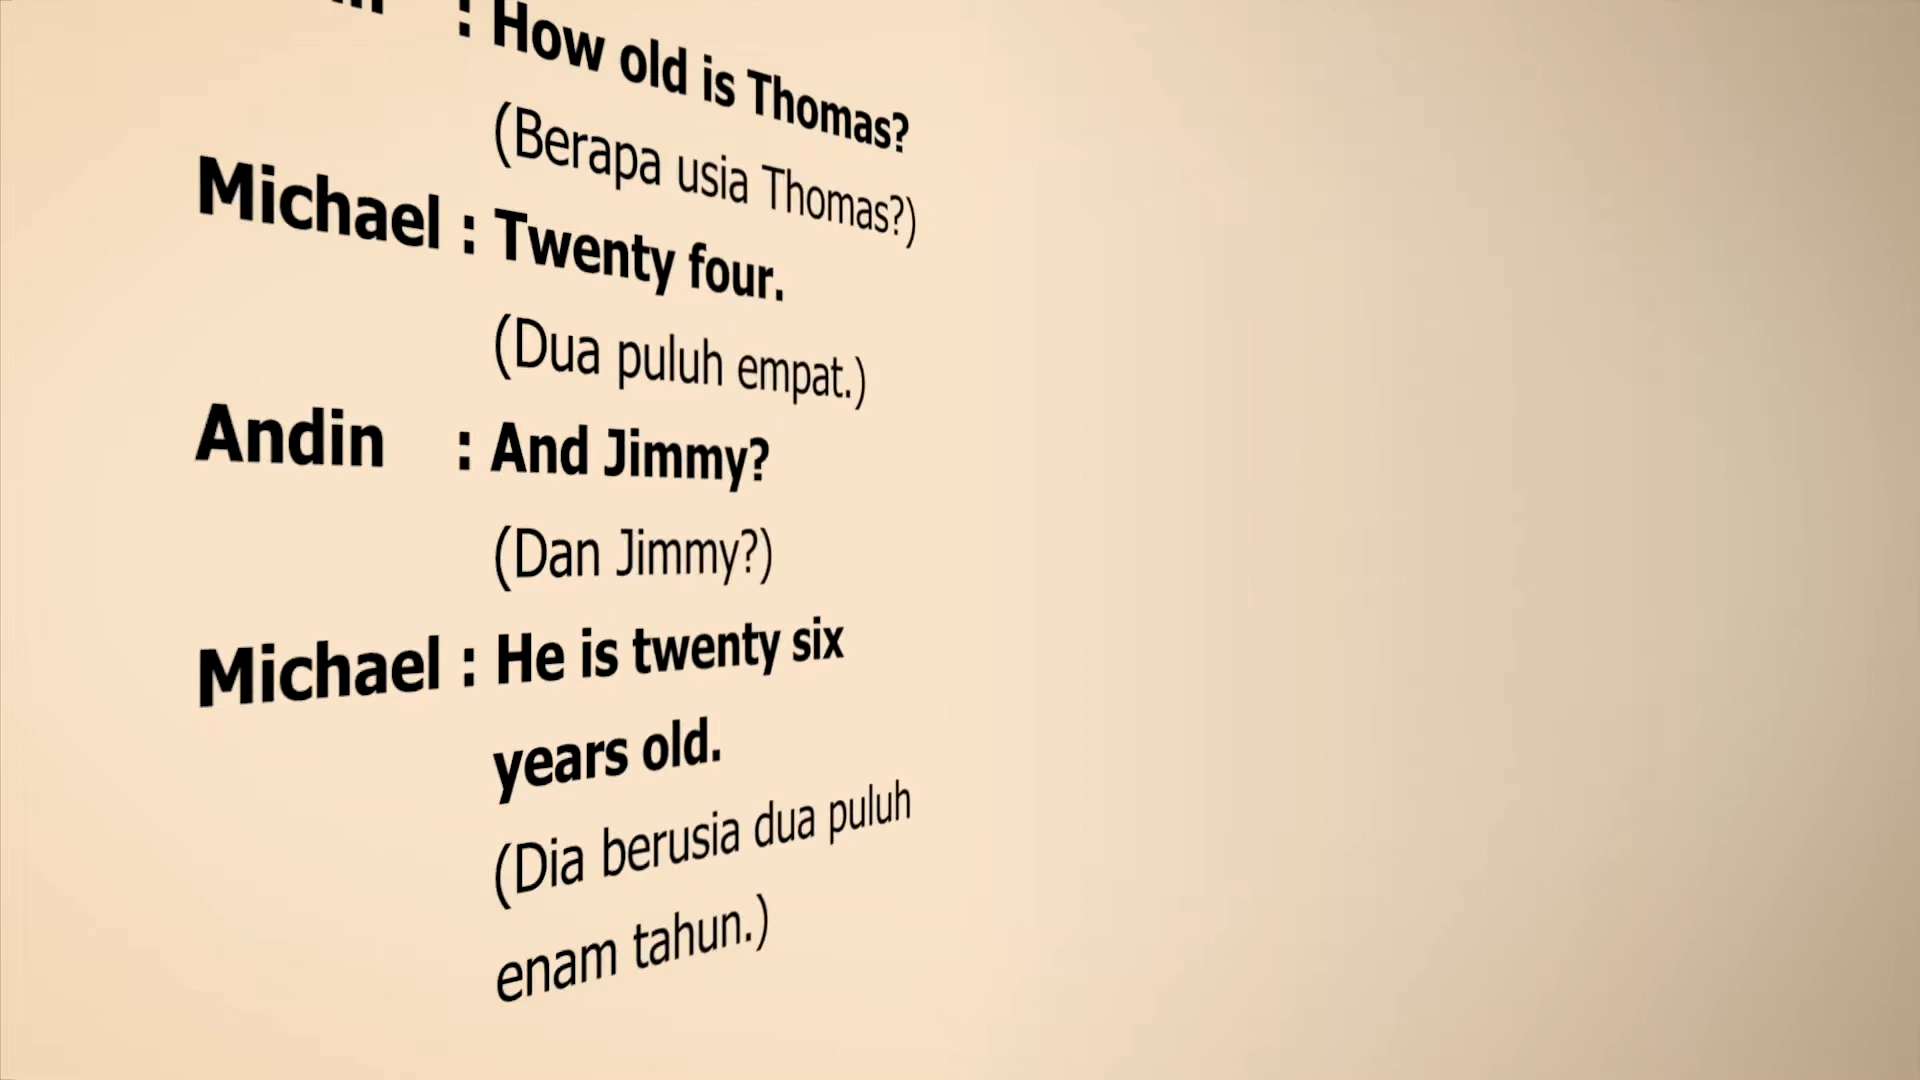 : How old is Thomas?
(Berapa usia Thomas?)
Michael : Twenty four.
(Dua puluh empat.)
Andin : And Jimmy?
(Dan Jimmy?)
Michael : He is twenty six
years old.
(Dia berusia dua puluh
enam tahun.)